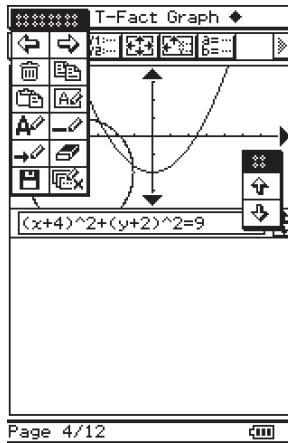 T-Fact Graph ◆
(x+4)^2+(y+2)^2=9
Page 4/12